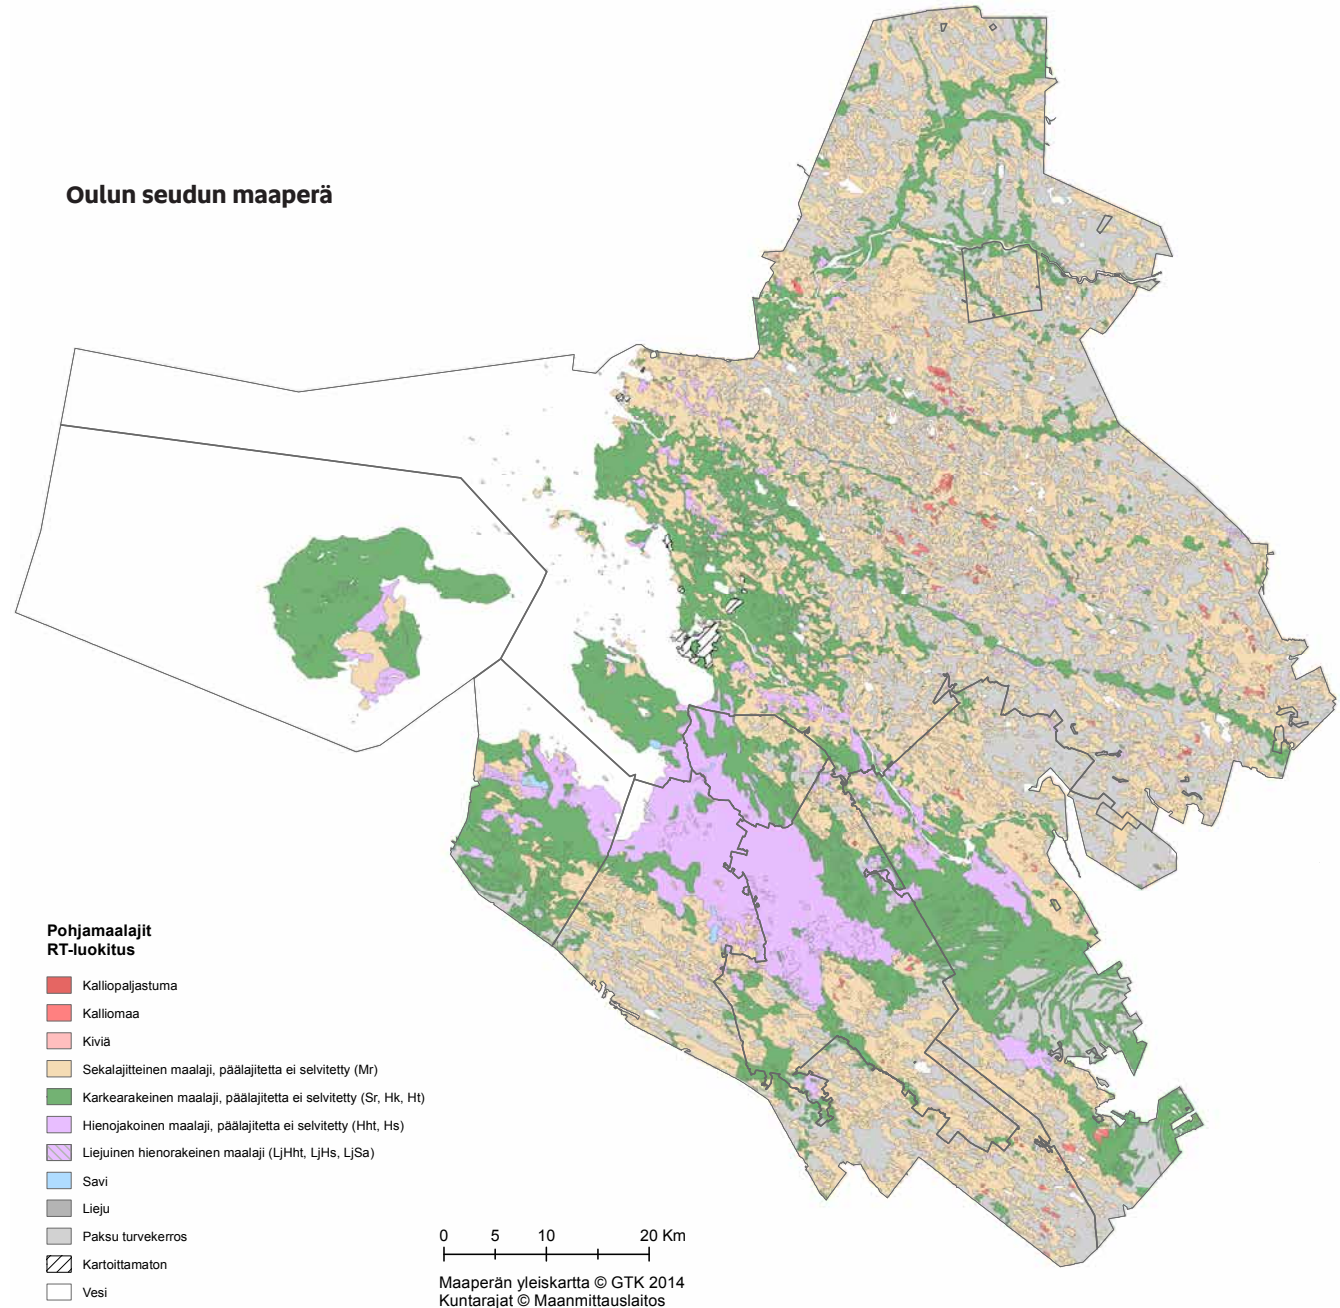 Oulun seudun maaperä
Pohjamaalajit
RT-luokitus
Kalliopaljastuma
Kalliomaa
Kiviä
Sekalajitteinen maalaji, päälajitetta ei selvitetty (Mr)
Karkearakeinen maalaji, päälajitetta ei selvitetty (Sr, Hk, Ht)
Hienojakoinen maalaji, päälajitetta ei selvitetty (Hht, Hs)
Liejuinen hienorakeinen maalaji (LjHht, LjHs, LjSa)
Savi
Lieju
Paksu turvekerros
Kartoittamaton
Vesi
0 5 10 20 Km
Maaperän yleiskartta © GTK 2014
Kuntarajat © Maanmittauslaitos